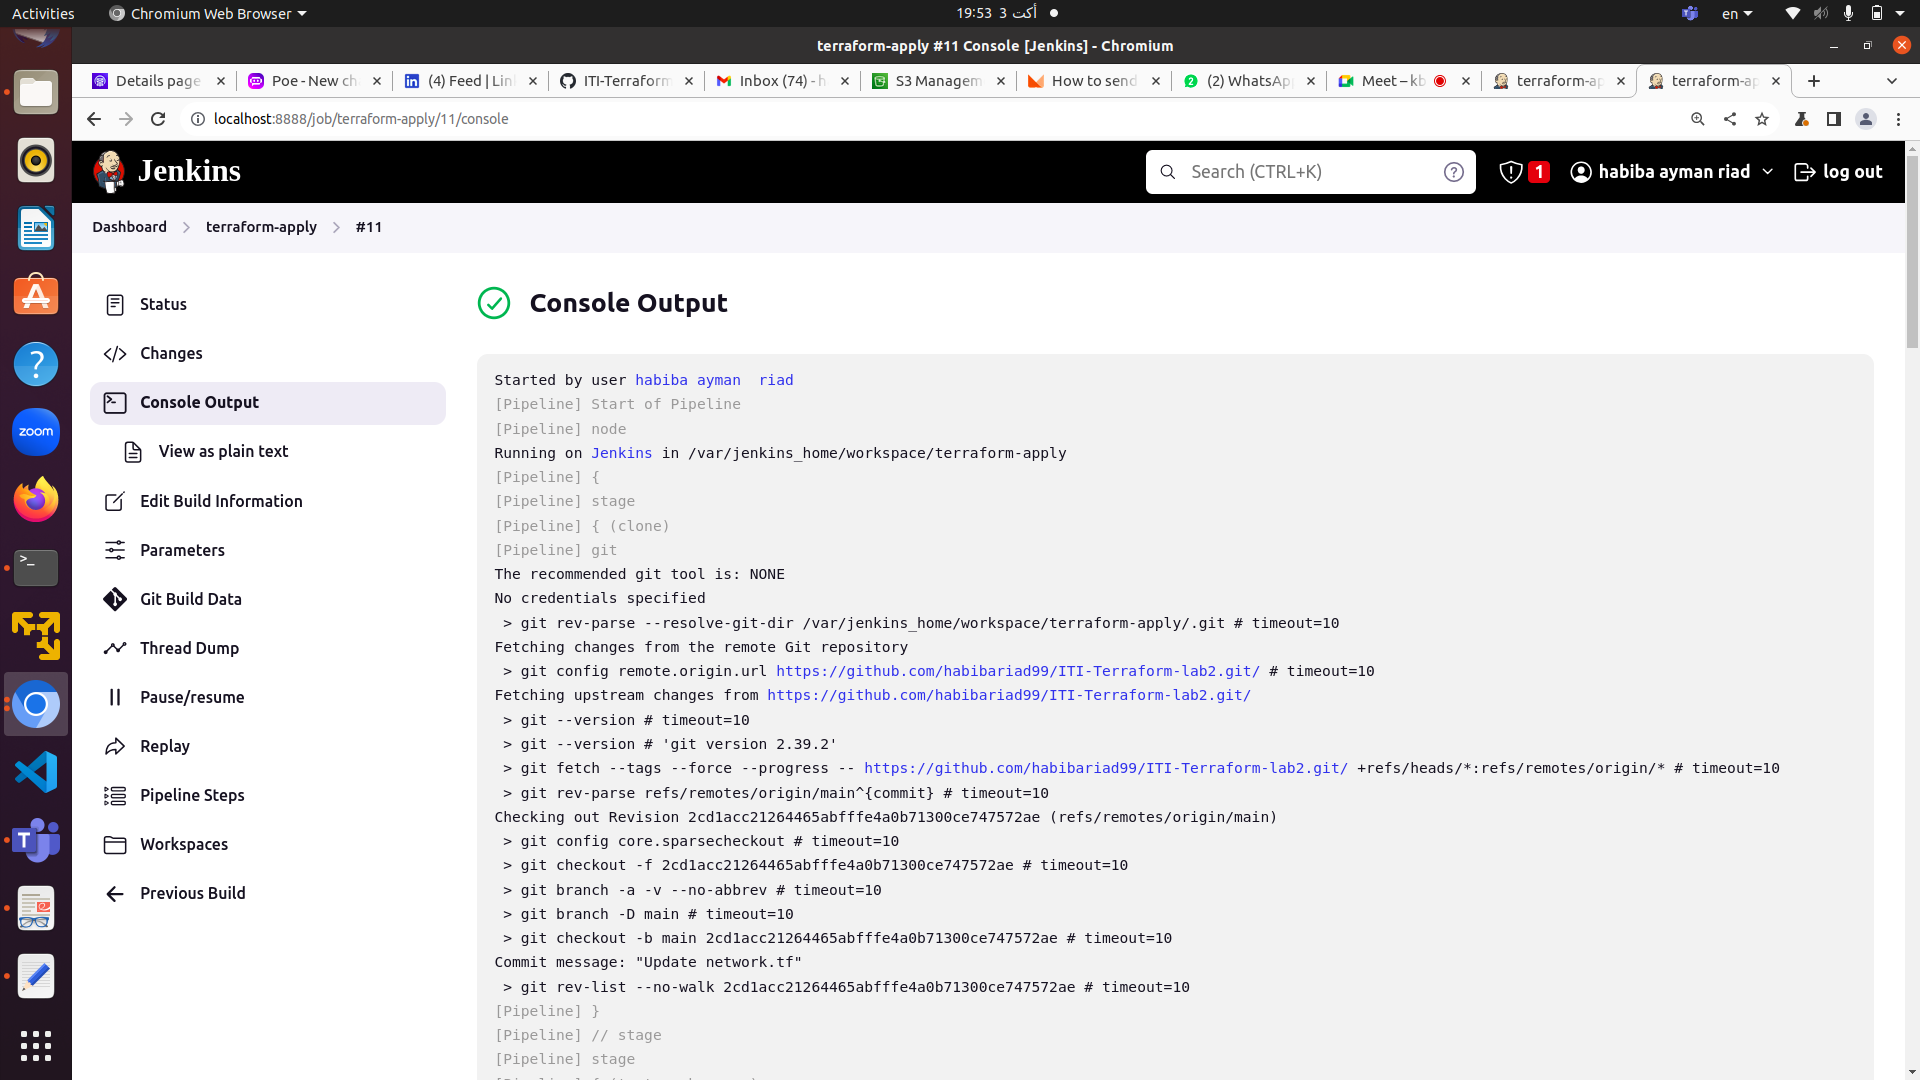 Activities
Chromium Web Browser
19:53 3 أكت
en
terraform-apply #11 Console [Jenkins] - Chromium
Details page
Poe - New ch
(4) Feed | Lin
ITI-Terraform
Inbox (74) - h
S3 Managem
How to send
(2) WhatsApp
Meet – kb
terraform-ap
terraform-ap
localhost:8888/job/terraform-apply/11/console
Jenkins
Search (CTRL+K)
1
habiba ayman riad
log out
Dashboard
terraform-apply
#11
Status
Changes
Console Output
View as plain text
Edit Build Information
Parameters
Git Build Data
Thread Dump
Pause/resume
Replay
Pipeline Steps
Workspaces
Previous Build
zoom
Console Output
Started by user habiba ayman  riad
[Pipeline] Start of Pipeline
[Pipeline] node
Running on Jenkins in /var/jenkins_home/workspace/terraform-apply
[Pipeline] {
[Pipeline] stage
[Pipeline] { (clone)
[Pipeline] git
The recommended git tool is: NONE
No credentials specified
 > git rev-parse --resolve-git-dir /var/jenkins_home/workspace/terraform-apply/.git # timeout=10
Fetching changes from the remote Git repository
 > git config remote.origin.url https://github.com/habibariad99/ITI-Terraform-lab2.git/ # timeout=10
Fetching upstream changes from https://github.com/habibariad99/ITI-Terraform-lab2.git/
 > git --version # timeout=10
 > git --version # 'git version 2.39.2'
 > git fetch --tags --force --progress -- https://github.com/habibariad99/ITI-Terraform-lab2.git/ +refs/heads/*:refs/remotes/origin/* # timeout=10
 > git rev-parse refs/remotes/origin/main^{commit} # timeout=10
Checking out Revision 2cd1acc21264465abfffe4a0b71300ce747572ae (refs/remotes/origin/main)
 > git config core.sparsecheckout # timeout=10
 > git checkout -f 2cd1acc21264465abfffe4a0b71300ce747572ae # timeout=10
 > git branch -a -v --no-abbrev # timeout=10
 > git branch -D main # timeout=10
 > git checkout -b main 2cd1acc21264465abfffe4a0b71300ce747572ae # timeout=10
Commit message: "Update network.tf"
 > git rev-list --no-walk 2cd1acc21264465abfffe4a0b71300ce747572ae # timeout=10
[Pipeline] }
[Pipeline] // stage
[Pipeline] stage